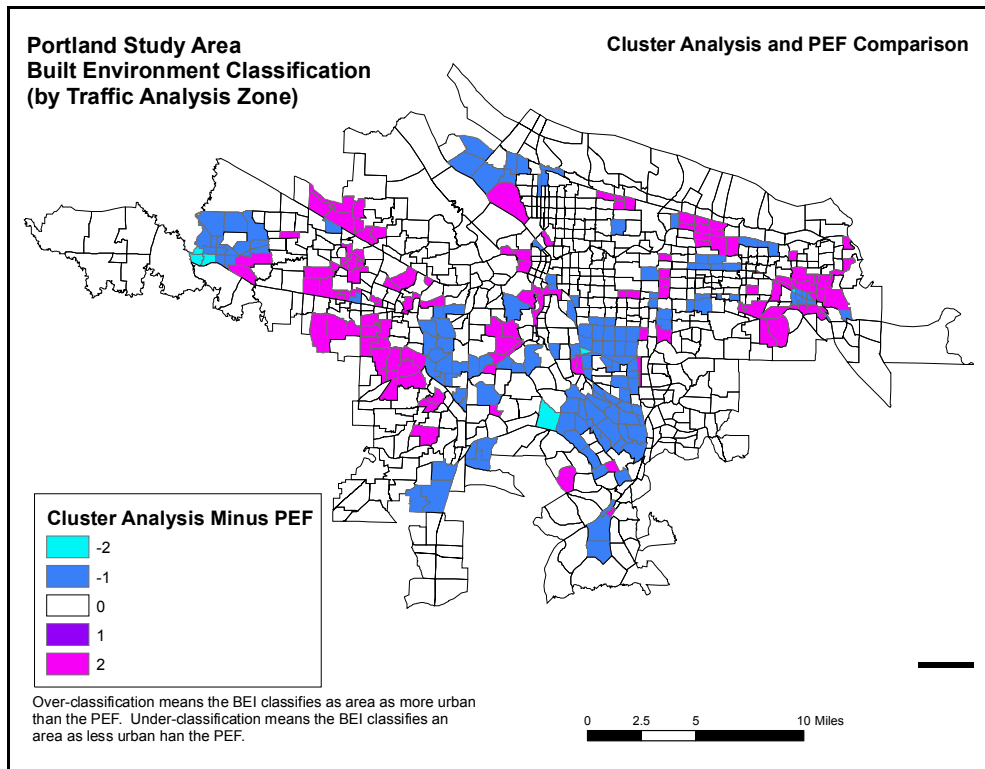 Portland Study Area
Built Environment Classification
(by Traffic Analysis Zone)
Cluster Analysis and PEF Comparison
Cluster Analysis Minus PEF
-2
-1
0
1
2
Over-classification means the BEI classifies as area as more urban
than the PEF. Under-classification means the BEI classifies an
area as less urban han the PEF.
0 2.5 5 10 Miles